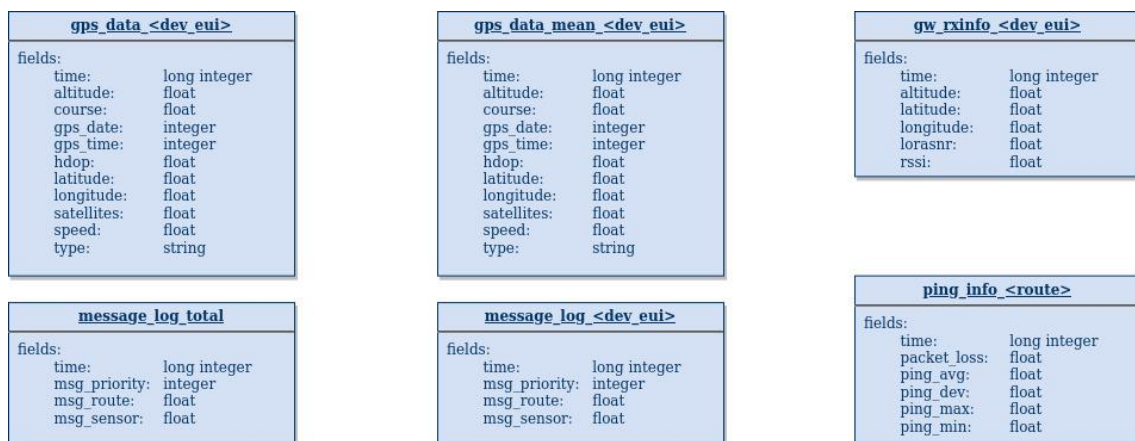 gps_data_<dev_eui>
fields:
time: long integer
altitude: float
course: float
gps_date: integer
gps_time: integer
hdop: float
latitude: float
longitude: float
satellites: float
speed: float
type: string
gps_data_mean_<dev_eui>
fields:
time: long integer
altitude: float
course: float
gps_date: integer
gps_time: integer
hdop: float
latitude: float
longitude: float
satellites: float
speed: float
type: string
gw_rxinfo_<dev_eui>
fields:
time: long integer
altitude: float
latitude: float
longitude: float
lorasnr: float
rssi: float
message_log_total
fields:
time: long integer
msg_priority: integer
msg_route: float
msg_sensor: float
message_log_<dev_eui>
fields:
time: long integer
msg_priority: integer
msg_route: float
msg_sensor: float
ping_info_<route>
fields:
time: long integer
packet_loss: float
ping_avg: float
ping_dev: float
ping_max: float
ping_min: float